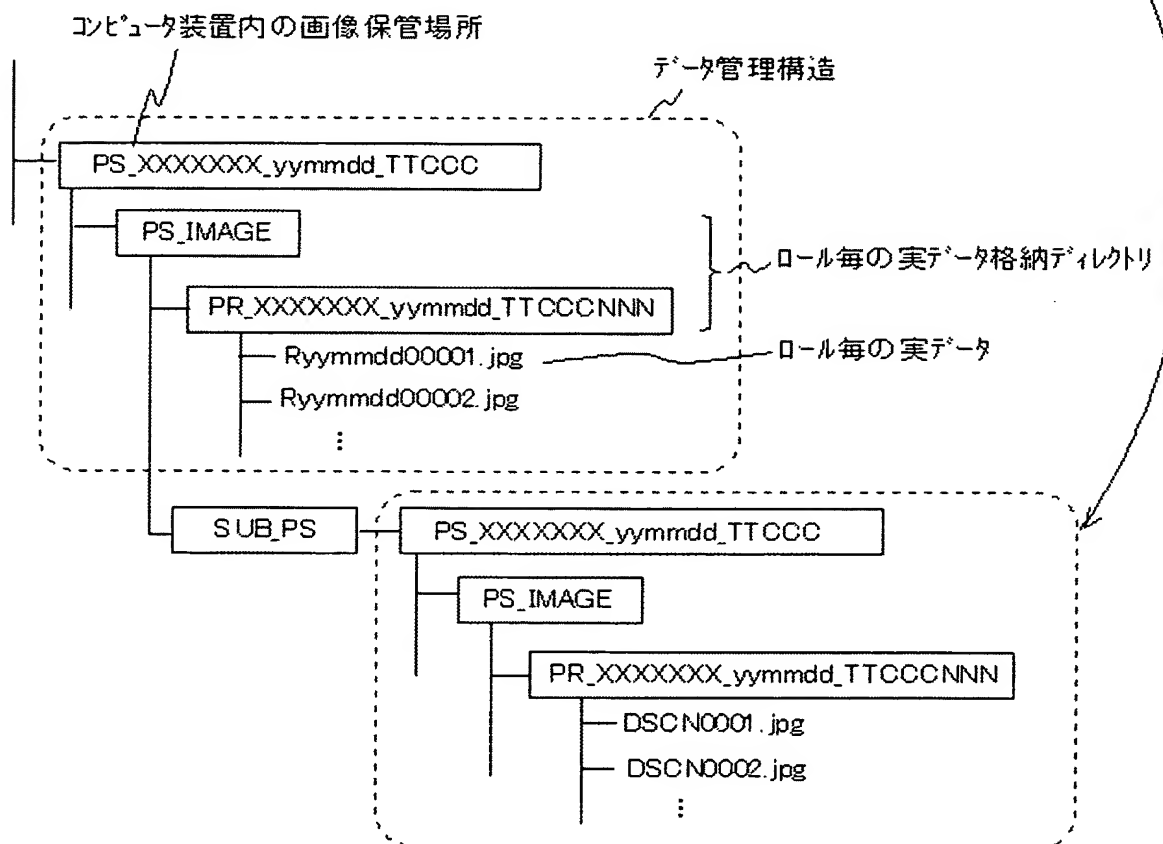 コンピュータ装置内の画像保管場所
データ管理構造
PS_XXXXXXX_yymmdd_TTCCC
PS_IMAGE
ロール毎の実データ格納ディレクトリ
PR_XXXXXXX_yymmdd_TTCCCNNN
Ryymmdd00001.jpg
ロール毎の実データ
Ryymmdd00002.jpg
⋮
SUB_PS
PS_XXXXXXX_yymmdd_TTCCC
PS_IMAGE
PR_XXXXXXX_yymmdd_TTCCCNNN
DSCN0001.jpg
DSCN0002.jpg
⋮